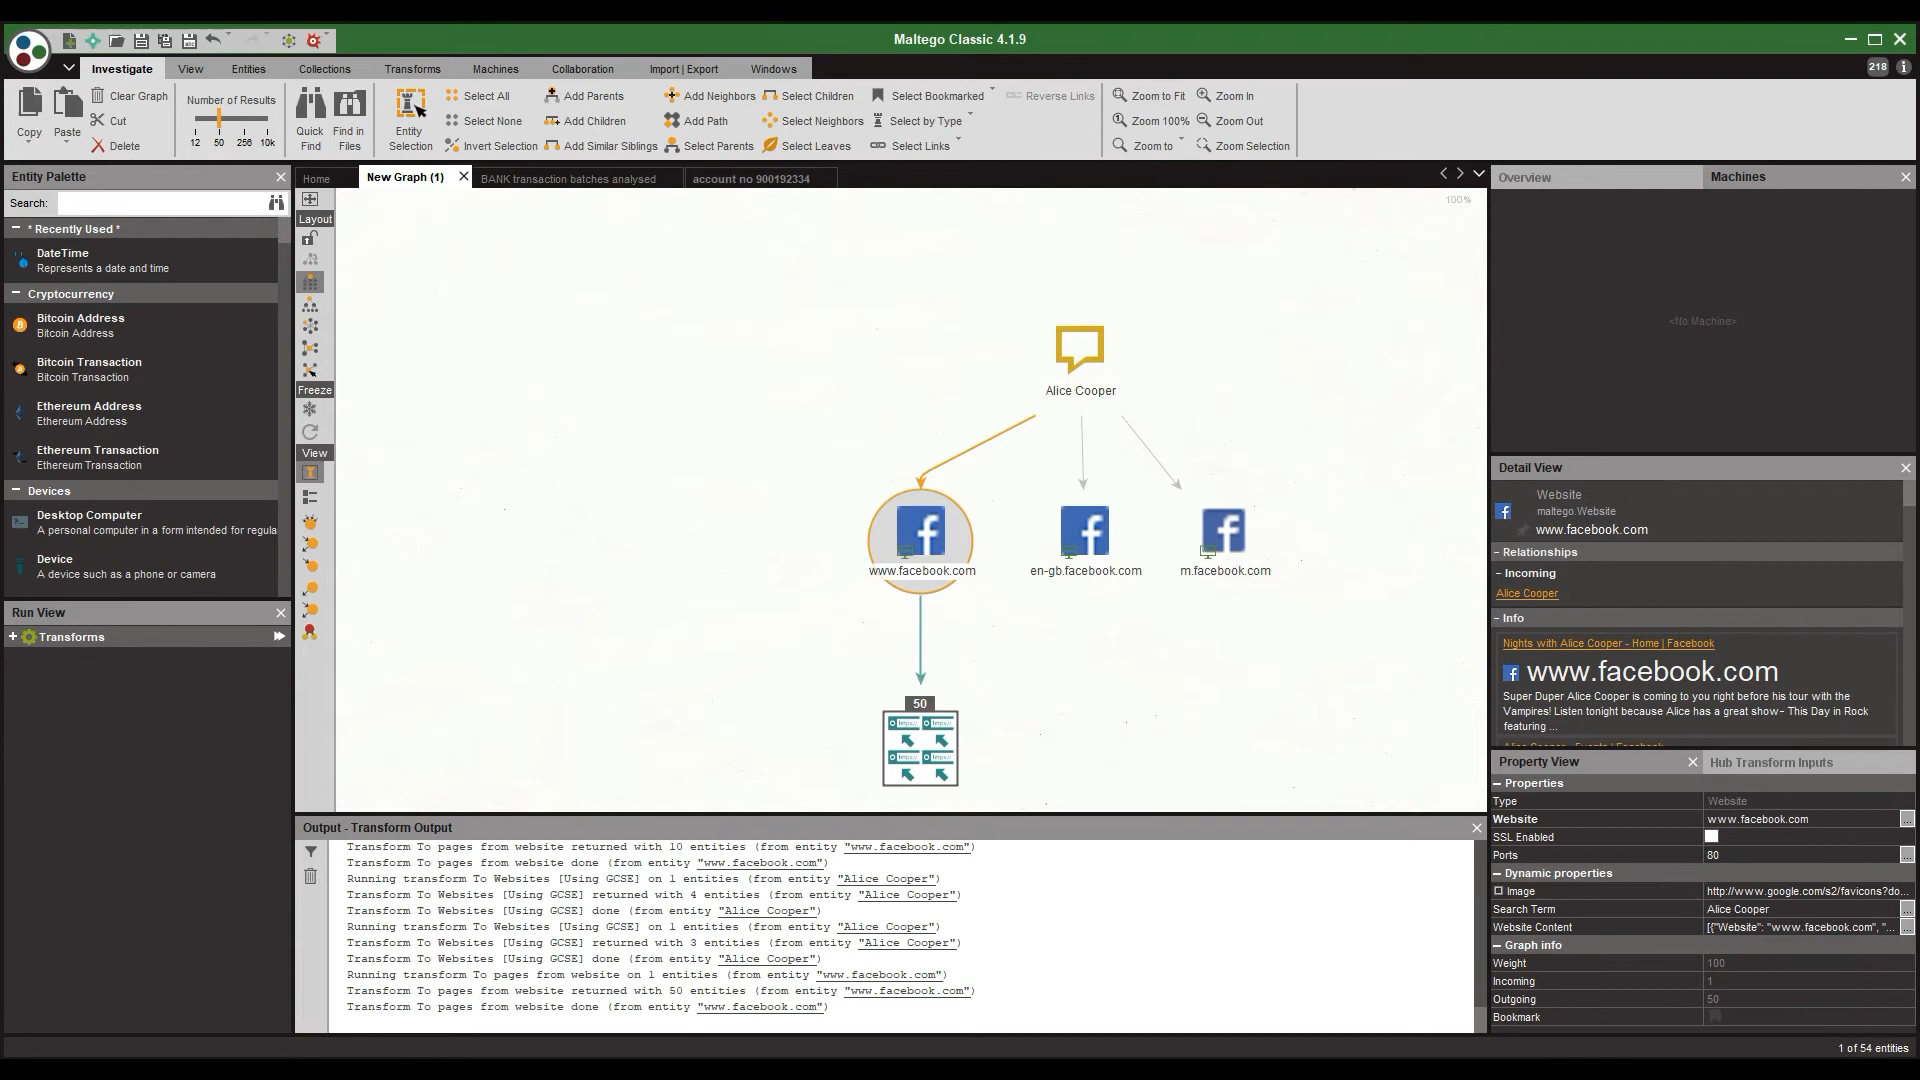 Maltego Classic 4.1.9
Investigate
View
Entities
Collections
Transforms
Machines
Collaboration
Import | Export
Windows
218
Copy
Paste
Clear Graph
Cut
Delete
Number of Results
12 50 256 10k
Quick Find
Find in Files
Entity Selection
Select All
Select None
Invert Selection
Add Parents
Add Children
Add Similar Siblings
Add Neighbors
Add Path
Select Parents
Select Children
Select Neighbors
Select Leaves
Select Bookmarked
Select by Type
Select Links
Reverse Links
Zoom to Fit
Zoom 100%
Zoom to
Zoom In
Zoom Out
Zoom Selection
Entity Palette
Search:
* Recently Used *
DateTime
Represents a date and time
Cryptocurrency
Bitcoin Address
Bitcoin Address
Bitcoin Transaction
Bitcoin Transaction
Ethereum Address
Ethereum Address
Ethereum Transaction
Ethereum Transaction
Devices
Desktop Computer
A personal computer in a form intended for regula
Device
A device such as a phone or camera
Run View
Transforms
Home
New Graph (1)
BANK transaction batches analysed
account no 900192334
Layout
Freeze
View
100%
Alice Cooper
www.facebook.com
en-gb.facebook.com
m.facebook.com
50
https://
https://
https://
https://
Output - Transform Output
Transform To pages from website returned with 10 entities (from entity "www.facebook.com")
Transform To pages from website done (from entity "www.facebook.com")
Running transform To Websites [Using GCSE] on 1 entities (from entity "Alice Cooper")
Transform To Websites [Using GCSE] returned with 4 entities (from entity "Alice Cooper")
Transform To Websites [Using GCSE] done (from entity "Alice Cooper")
Running transform To Websites [Using GCSE] on 1 entities (from entity "Alice Cooper")
Transform To Websites [Using GCSE] returned with 3 entities (from entity "Alice Cooper")
Transform To Websites [Using GCSE] done (from entity "Alice Cooper")
Running transform To pages from website on 1 entities (from entity "www.facebook.com")
Transform To pages from website returned with 50 entities (from entity "www.facebook.com")
Transform To pages from website done (from entity "www.facebook.com")
Overview
Machines
<No Machine>
Detail View
Website
maltego.Website
www.facebook.com
Relationships
Incoming
Alice Cooper
Info
Nights with Alice Cooper - Home | Facebook
www.facebook.com
Super Duper Alice Cooper is coming to you right before his tour with the
Vampires! Listen tonight because Alice has a great show- This Day in Rock
featuring ...
Alice Cooper - Events | Facebook
Property View
Hub Transform Inputs
Properties
Type Website
Website www.facebook.com
SSL Enabled
Ports 80
Dynamic properties
Image http://www.google.com/s2/favicons?do...
Search Term Alice Cooper
Website Content [{"Website": "www.facebook.com", "...
Graph info
Weight 100
Incoming 1
Outgoing 50
Bookmark
1 of 54 entities